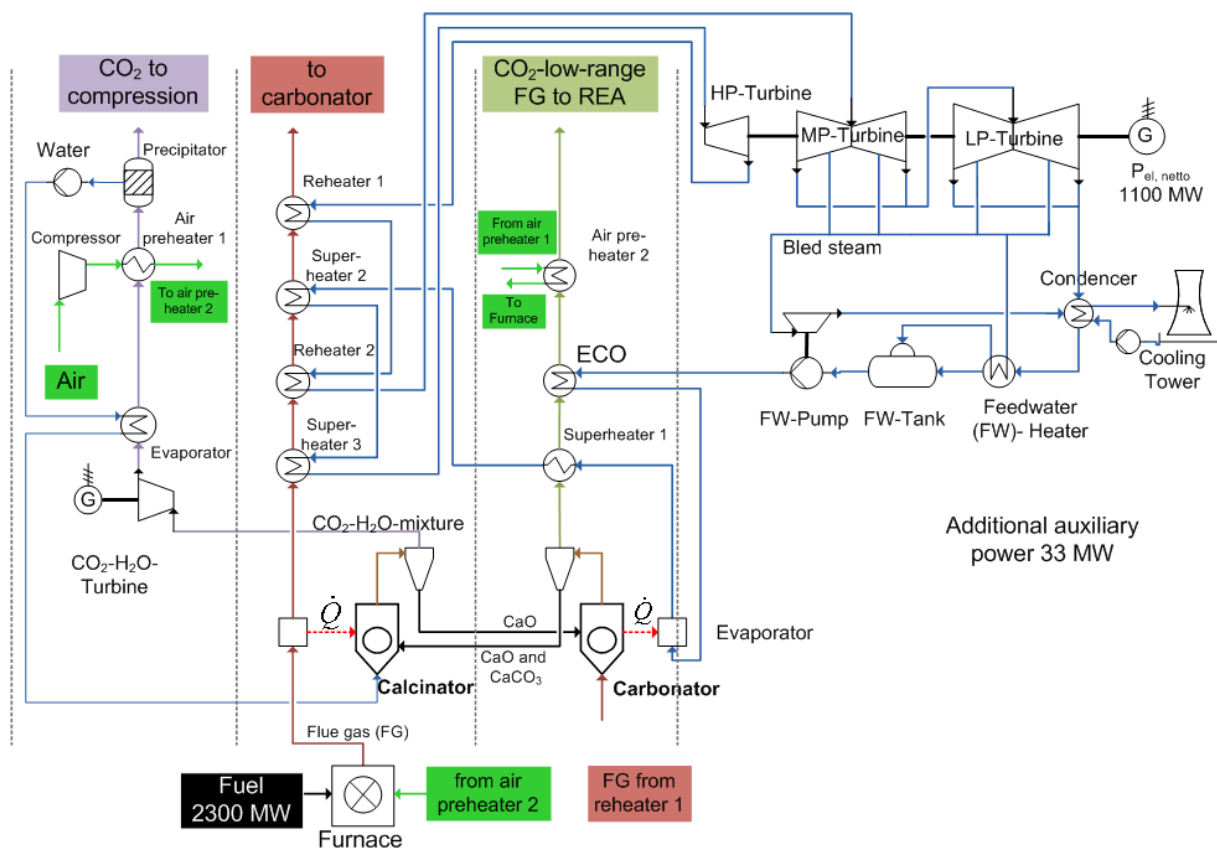 CO₂ to
compression
to
carbonator
CO₂-low-range
FG to REA
HP-Turbine
MP-Turbine
LP-Turbine
G
P el, netto
1100 MW
Water
Precipitator
Reheater 1
Air
preheater 1
Compressor
To air pre-
heater 2
Super-
heater 2
From air
preheater 1
Air pre-
heater 2
To
Furnace
Bled steam
Condencer
Cooling
Tower
Air
Reheater 2
ECO
FW-Pump
FW-Tank
Feedwater
(FW)- Heater
Evaporator
Super-
heater 3
Superheater 1
G
CO₂-H₂O-mixture
CO₂-H₂O-
Turbine
Additional auxiliary
power 33 MW
Q̇
CaO
Q̇
Evaporator
CaO and
CaCO₃
Calcinator
Carbonator
Flue gas (FG)
Fuel
2300 MW
from air
preheater 2
FG from
reheater 1
Furnace